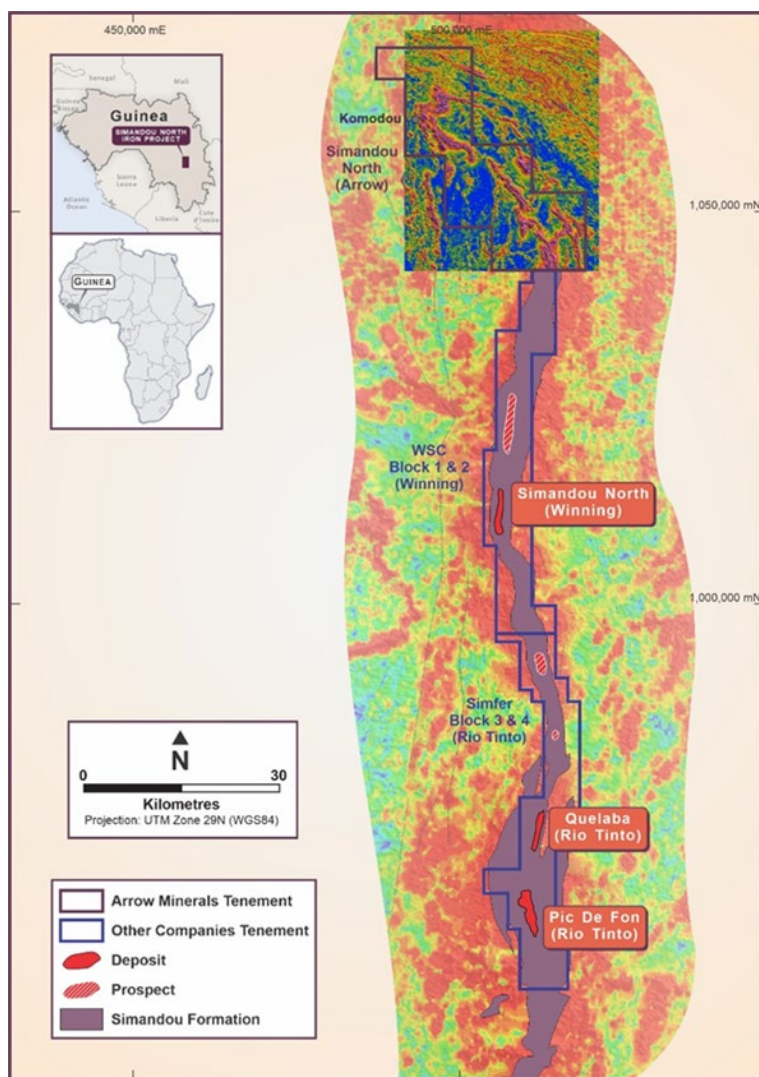 450,000 mE
500,000 mE
Senegal
Mali
Guinea
SIMANDOU NORTH
IRON PROJECT
Sierra
Leone
Atlantic
Ocean
Liberia
Cote
d'Ivoire
GUINEA
Komodou
Simandou
North
(Arrow)
1,050,000 mN
WSC
Block 1 & 2
(Winning)
Simandou North
(Winning)
1,000,000 mN
Simfer
Block 3 & 4
(Rio Tinto)
N
0
30
Kilometres
Projection: UTM Zone 29N (WGS84)
Quelaba
(Rio Tinto)
Pic De Fon
(Rio Tinto)
Arrow Minerals Tenement
Other Companies Tenement
Deposit
Prospect
Simandou Formation